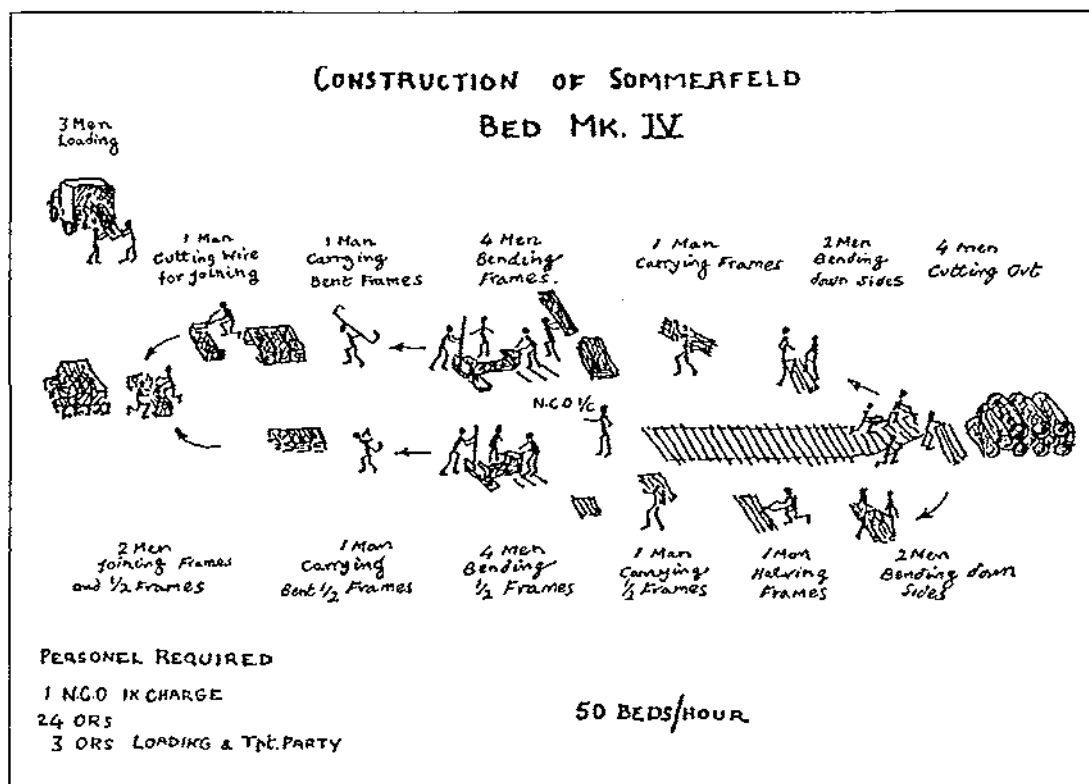 CONSTRUCTION OF SOMMERFELD
BED MK. IV
3 Men
Loading
1 Man
Cutting Wire
for Joining
1 Man
Carrying
Bent Frames
4 Men
Bending
Frames.
1 Man
Carrying Frames
2 Men
Bending
down Sides
4 men
Cutting Out
N.C.O I/C
2 Men
Joining Frames
and 1/2 Frames
1 Man
Carrying
Bent 1/2 Frames
4 Men
Bending
1/2 Frames
1 Man
Carrying
1/2 Frames
1 Man
Halving
Frames
2 Men
Bending down
Sides
PERSONEL REQUIRED
1 N.C.O IN CHARGE
24 ORS
3 ORS LOADING & Tpt. PARTY
50 BEDS/HOUR